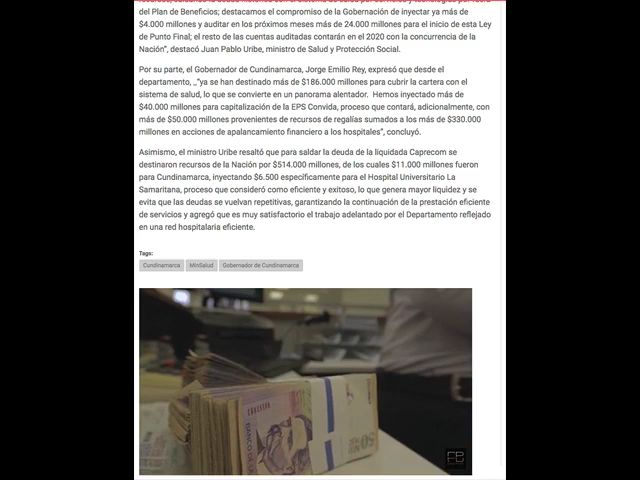 del Plan de Beneficios; destacamos el compromiso de la Gobernación de inyectar ya más de
$4.000 millones y auditar en los próximos meses más de 24.000 millones para el inicio de esta Ley
de Punto Final; el resto de las cuentas auditadas contarán en el 2020 con la concurrencia de la
Nación”, destacó Juan Pablo Uribe, ministro de Salud y Protección Social.
Por su parte, el Gobernador de Cundinamarca, Jorge Emilio Rey, expresó que desde el
departamento, _“ya se han destinado más de $186.000 millones para cubrir la cartera con el
sistema de salud, lo que se convierte en un panorama alentador. Hemos inyectado más de
$40.000 millones para capitalización de la EPS Convida, proceso que contará, adicionalmente, con
más de $50.000 millones provenientes de recursos de regalías sumados a los más de $330.000
millones en acciones de apalancamiento financiero a los hospitales”, concluyó.
Asimismo, el ministro Uribe resaltó que para saldar la deuda de la liquidada Caprecom se
destinaron recursos de la Nación por $514.000 millones, de los cuales $11.000 millones fueron
para Cundinamarca, inyectando $6.500 específicamente para el Hospital Universitario La
Samaritana, proceso que consideró como eficiente y exitoso, lo que genera mayor liquidez y se
evita que las deudas se vuelvan repetitivas, garantizando la continuación de la prestación eficiente
de servicios y agregó que es muy satisfactorio el trabajo adelantado por el Departamento reflejado
en una red hospitalaria eficiente.
Tags:
Cundinamarca MinSalud Gobernador de Cundinamarca